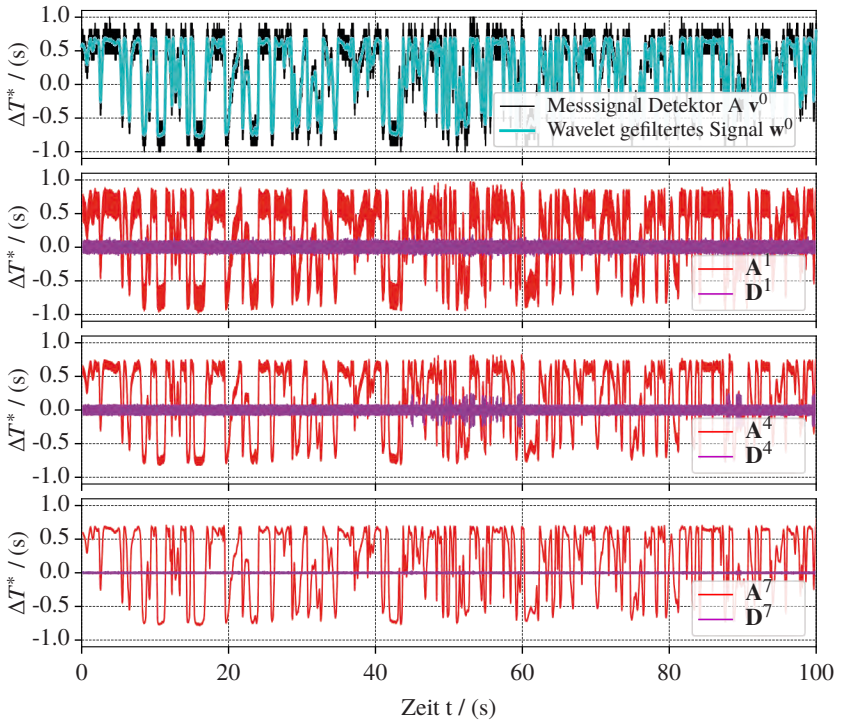 1.0
0.5
0.0
-0.5
-1.0
ΔT* / (s)
Messsignal Detektor A v⁰
Wavelet gefiltertes Signal w⁰
1.0
0.5
0.0
-0.5
-1.0
ΔT* / (s)
A¹
D¹
1.0
0.5
0.0
-0.5
-1.0
ΔT* / (s)
A⁴
D⁴
1.0
0.5
0.0
-0.5
-1.0
ΔT* / (s)
A⁷
D⁷
0 20 40 60 80 100
Zeit t / (s)